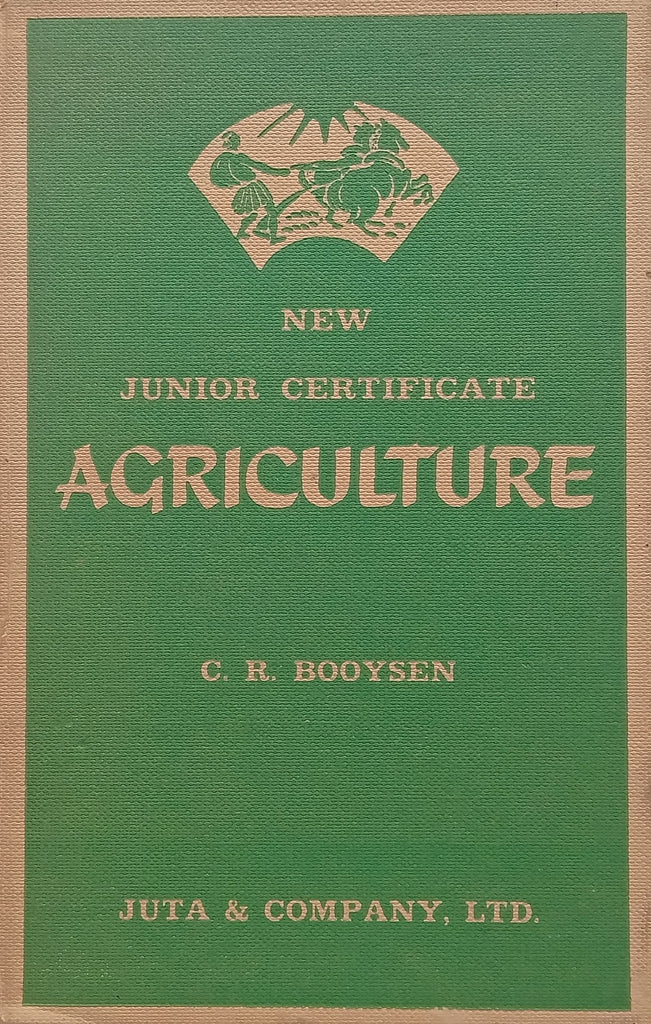 NEW
JUNIOR CERTIFICATE
AGRICULTURE
C. R. BOOYSEN
JUTA & COMPANY, LTD.